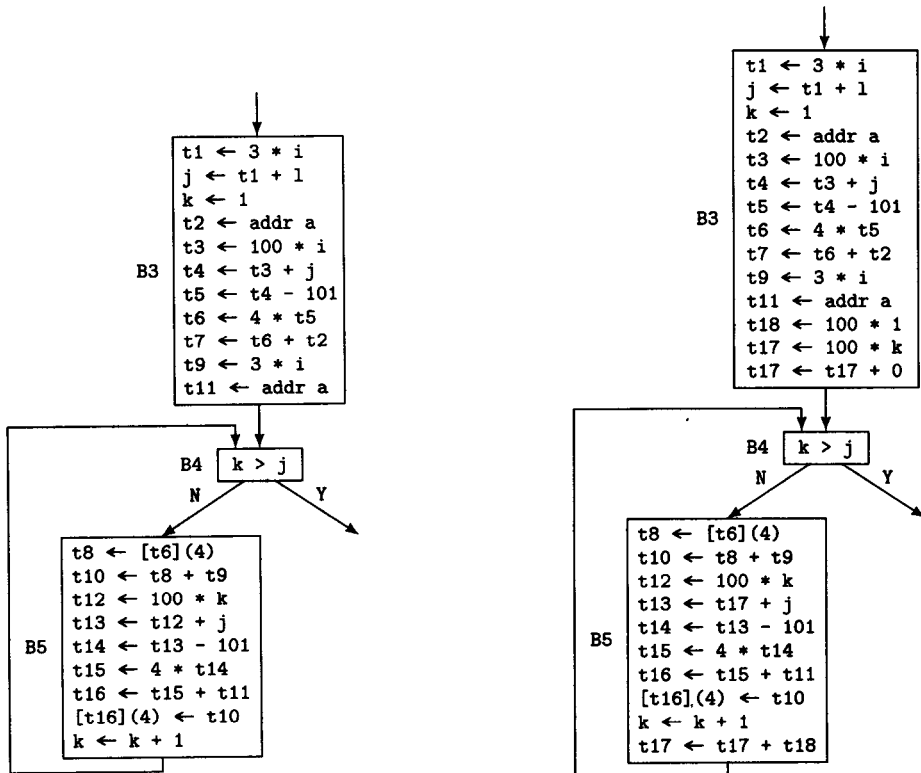 t1 ← 3 * i
j ← t1 + l
k ← 1
t2 ← addr a
t3 ← 100 * i
B3
t4 ← t3 + j
t5 ← t4 - 101
t6 ← 4 * t5
t7 ← t6 + t2
t9 ← 3 * i
t11 ← addr a
B4
k > j
N
Y
t8 ← [t6](4)
t10 ← t8 + t9
t12 ← 100 * k
t13 ← t12 + j
t14 ← t13 - 101
B5
t15 ← 4 * t14
t16 ← t15 + t11
[t16](4) ← t10
k ← k + 1
t1 ← 3 * i
j ← t1 + l
k ← 1
t2 ← addr a
t3 ← 100 * i
t4 ← t3 + j
t5 ← t4 - 101
B3
t6 ← 4 * t5
t7 ← t6 + t2
t9 ← 3 * i
t11 ← addr a
t18 ← 100 * 1
t17 ← 100 * k
t17 ← t17 + 0
B4
k > j
N
Y
t8 ← [t6](4)
t10 ← t8 + t9
t12 ← 100 * k
t13 ← t17 + j
t14 ← t13 - 101
B5
t15 ← 4 * t14
t16 ← t15 + t11
[t16](4) ← t10
k ← k + 1
t17 ← t17 + t18